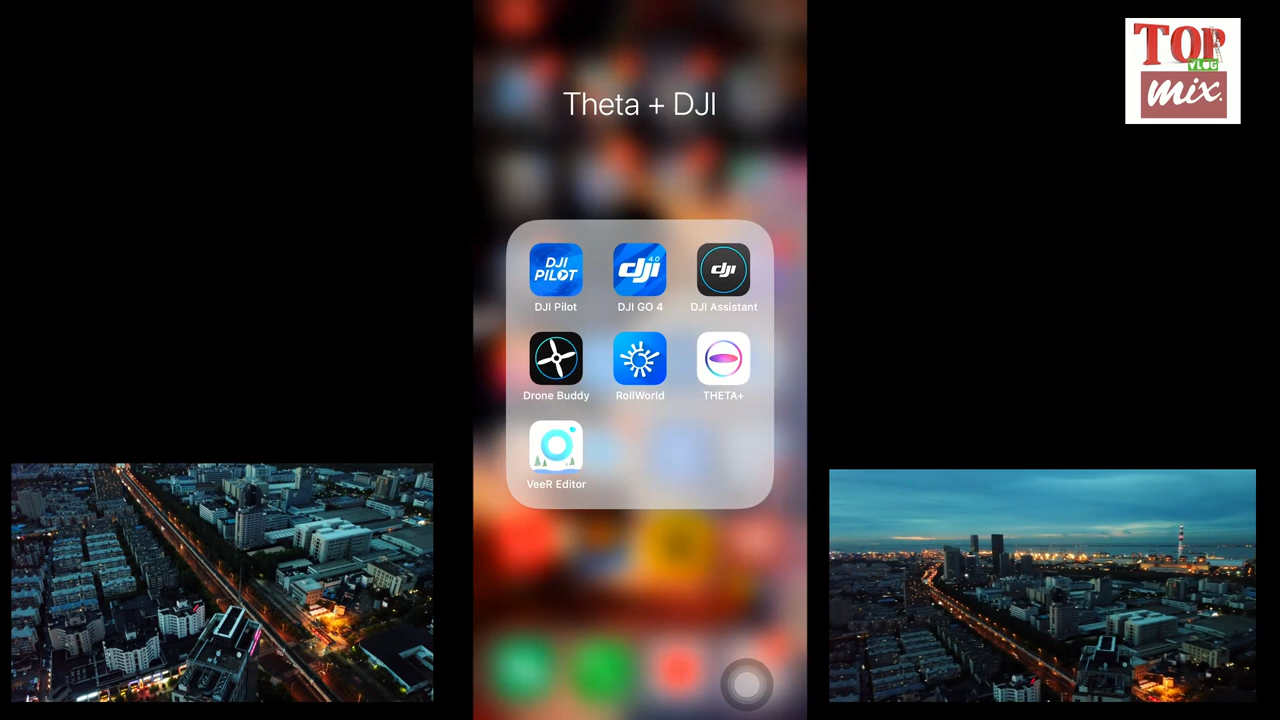 TOP
VLOG
mix.
Theta + DJI
DJI
PILOT
dji 4.0
dji
DJI Pilot
DJI GO 4
DJI Assistant
Drone Buddy
RollWorld
THETA+
VeeR Editor